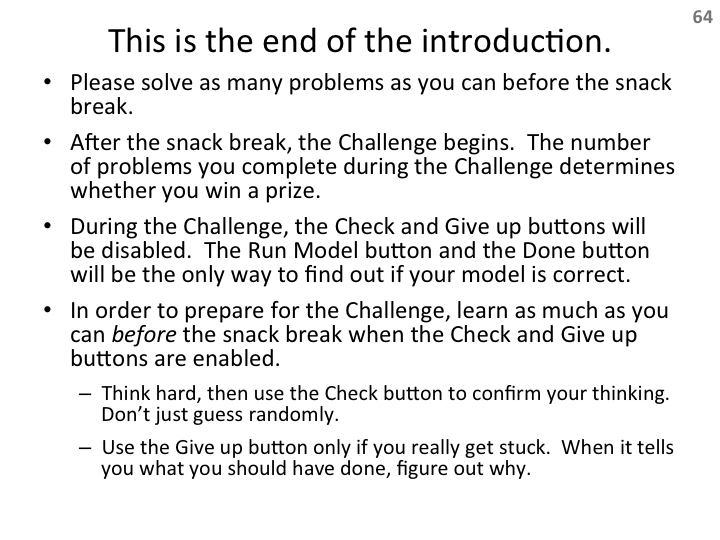 64
This is the end of the introduction.
• Please solve as many problems as you can before the snack
break.
• After the snack break, the Challenge begins.  The number
of problems you complete during the Challenge determines
whether you win a prize.
• During the Challenge, the Check and Give up buttons will
be disabled.  The Run Model button and the Done button
will be the only way to find out if your model is correct.
• In order to prepare for the Challenge, learn as much as you
can before the snack break when the Check and Give up
buttons are enabled.
– Think hard, then use the Check button to confirm your thinking.
Don’t just guess randomly.
– Use the Give up button only if you really get stuck.  When it tells
you what you should have done, figure out why.